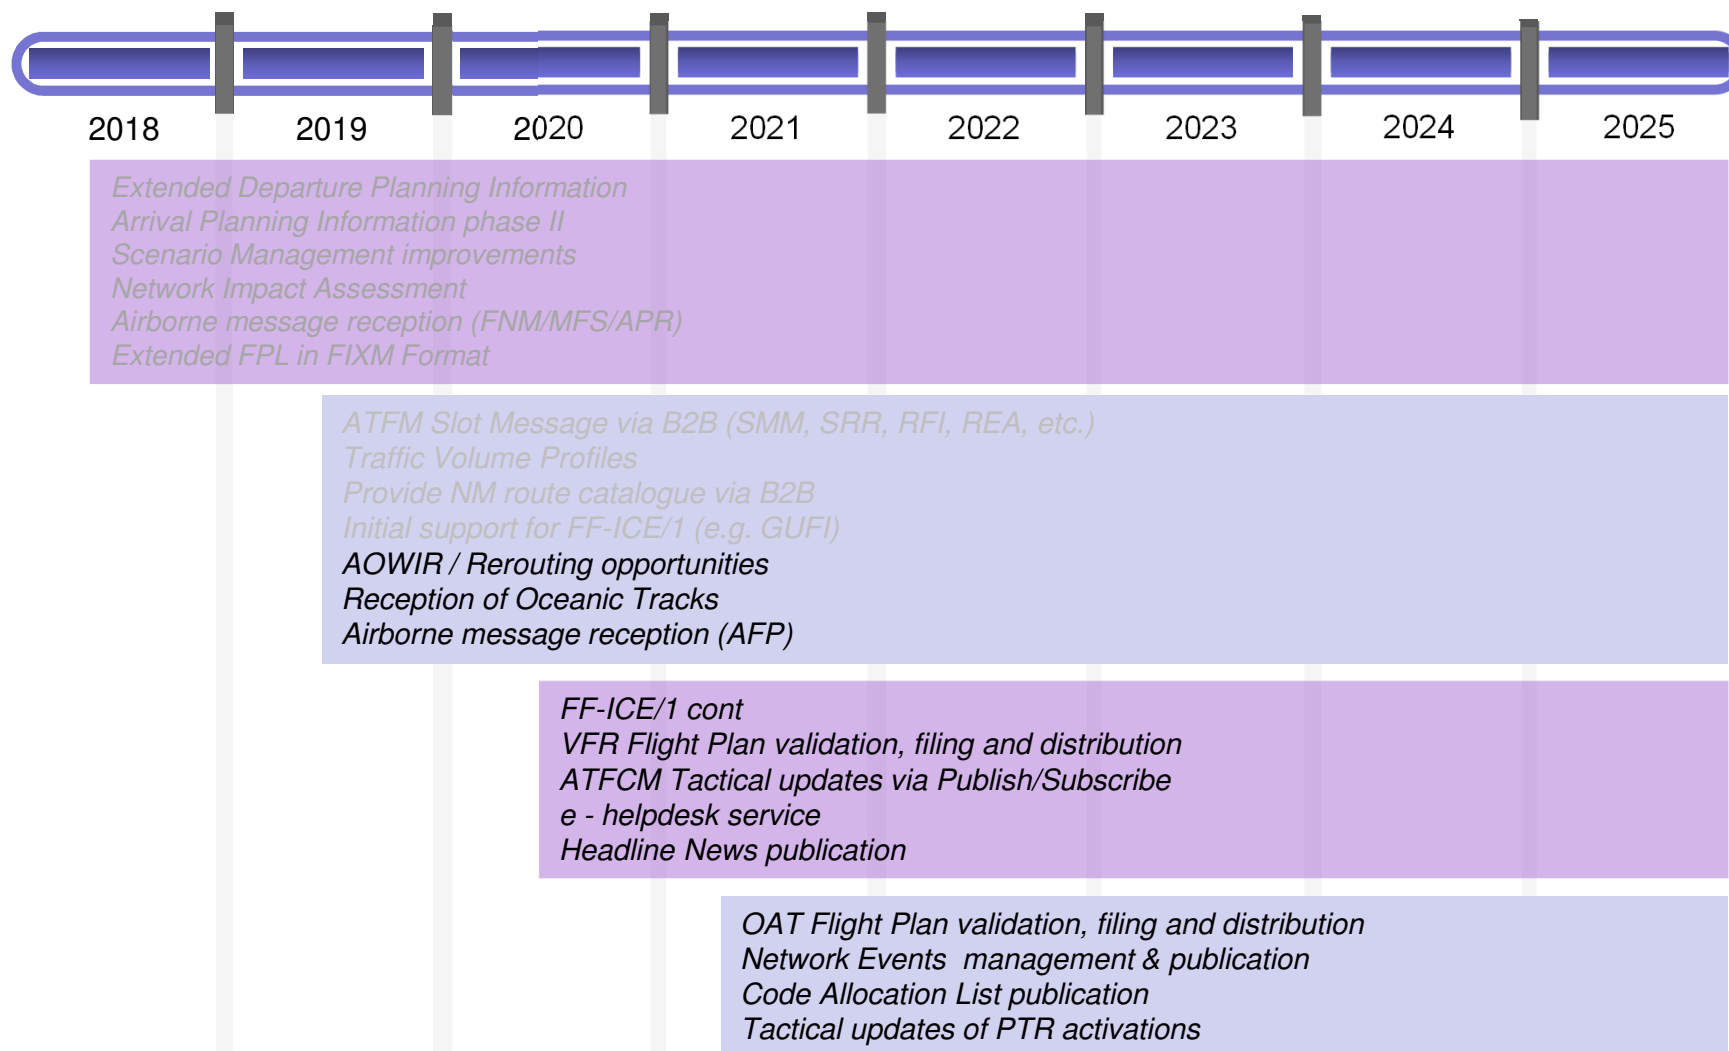 2018 2019 2020 2021 2022 2023 2024 2025
Extended Departure Planning Information
Arrival Planning Information phase II
Scenario Management improvements
Network Impact Assessment
Airborne message reception (FNM/MFS/APR)
Extended FPL in FIXM Format
ATFM Slot Message via B2B (SMM, SRR, RFI, REA, etc.)
Traffic Volume Profiles
Provide NM route catalogue via B2B
Initial support for FF-ICE/1 (e.g. GUFI)
AOWIR / Rerouting opportunities
Reception of Oceanic Tracks
Airborne message reception (AFP)
FF-ICE/1 cont
VFR Flight Plan validation, filing and distribution
ATFCM Tactical updates via Publish/Subscribe
e - helpdesk service
Headline News publication
OAT Flight Plan validation, filing and distribution
Network Events  management & publication
Code Allocation List publication
Tactical updates of PTR activations